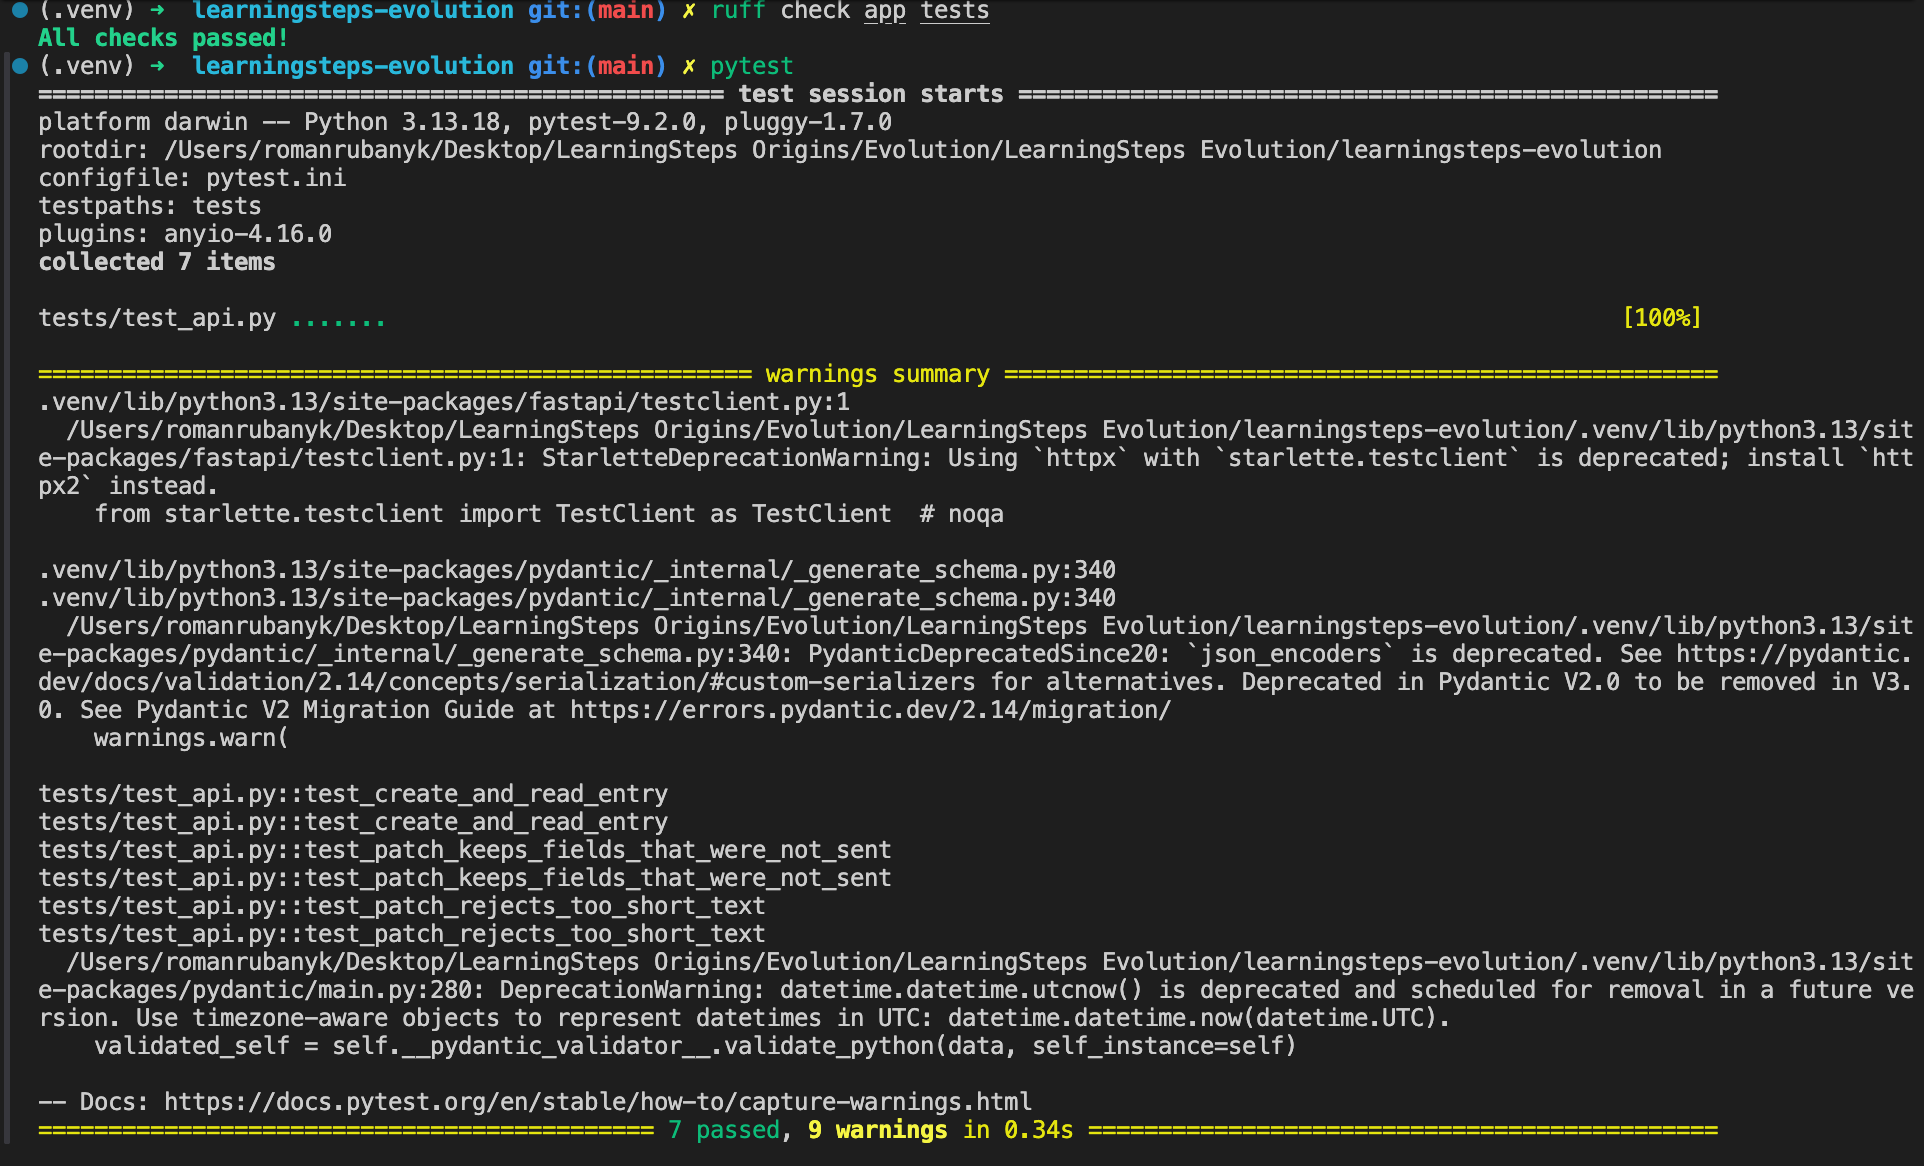 (.venv) ➜  learningsteps-evolution git:(main) ✗ ruff check app tests
All checks passed!
(.venv) ➜  learningsteps-evolution git:(main) ✗ pytest
================================================= test session starts ==================================================
platform darwin -- Python 3.13.18, pytest-9.2.0, pluggy-1.7.0
rootdir: /Users/romanrubanyk/Desktop/LearningSteps Origins/Evolution/LearningSteps Evolution/learningsteps-evolution
configfile: pytest.ini
testpaths: tests
plugins: anyio-4.16.0
collected 7 items
tests/test_api.py .......                                                                                         [100%]
=================================================== warnings summary ===================================================
.venv/lib/python3.13/site-packages/fastapi/testclient.py:1
  /Users/romanrubanyk/Desktop/LearningSteps Origins/Evolution/LearningSteps Evolution/learningsteps-evolution/.venv/lib/python3.13/sit
e-packages/fastapi/testclient.py:1: StarletteDeprecationWarning: Using `httpx` with `starlette.testclient` is deprecated; install `htt
px2` instead.
    from starlette.testclient import TestClient as TestClient  # noqa
.venv/lib/python3.13/site-packages/pydantic/_internal/_generate_schema.py:340
.venv/lib/python3.13/site-packages/pydantic/_internal/_generate_schema.py:340
  /Users/romanrubanyk/Desktop/LearningSteps Origins/Evolution/LearningSteps Evolution/learningsteps-evolution/.venv/lib/python3.13/sit
e-packages/pydantic/_internal/_generate_schema.py:340: PydanticDeprecatedSince20: `json_encoders` is deprecated. See https://pydantic.
dev/docs/validation/2.14/concepts/serialization/#custom-serializers for alternatives. Deprecated in Pydantic V2.0 to be removed in V3.
0. See Pydantic V2 Migration Guide at https://errors.pydantic.dev/2.14/migration/
    warnings.warn(
tests/test_api.py::test_create_and_read_entry
tests/test_api.py::test_create_and_read_entry
tests/test_api.py::test_patch_keeps_fields_that_were_not_sent
tests/test_api.py::test_patch_keeps_fields_that_were_not_sent
tests/test_api.py::test_patch_rejects_too_short_text
tests/test_api.py::test_patch_rejects_too_short_text
  /Users/romanrubanyk/Desktop/LearningSteps Origins/Evolution/LearningSteps Evolution/learningsteps-evolution/.venv/lib/python3.13/sit
e-packages/pydantic/main.py:280: DeprecationWarning: datetime.datetime.utcnow() is deprecated and scheduled for removal in a future ve
rsion. Use timezone-aware objects to represent datetimes in UTC: datetime.datetime.now(datetime.UTC).
    validated_self = self.__pydantic_validator__.validate_python(data, self_instance=self)
-- Docs: https://docs.pytest.org/en/stable/how-to/capture-warnings.html
============================================ 7 passed, 9 warnings in 0.34s =============================================